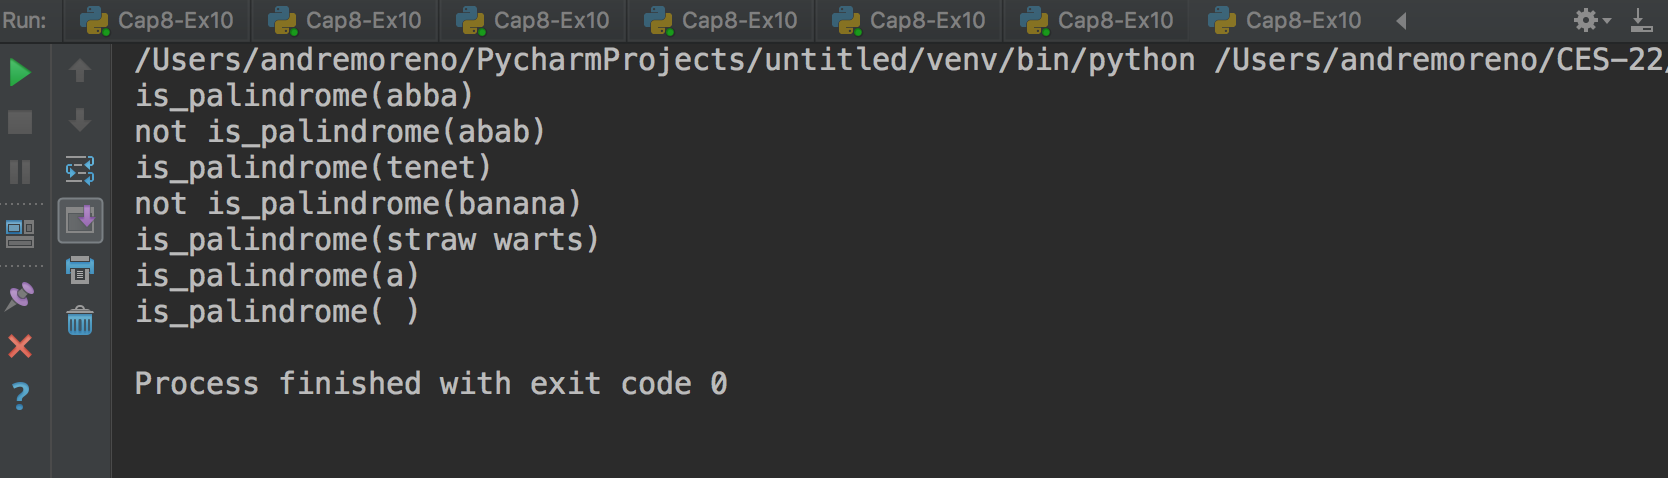 Run: Cap8-Ex10 Cap8-Ex10 Cap8-Ex10 Cap8-Ex10 Cap8-Ex10 Cap8-Ex10 Cap8-Ex10
/Users/andremoreno/PycharmProjects/untitled/venv/bin/python /Users/andremoreno/CES-22/
is_palindrome(abba)
not is_palindrome(abab)
is_palindrome(tenet)
not is_palindrome(banana)
is_palindrome(straw warts)
is_palindrome(a)
is_palindrome( )
Process finished with exit code 0